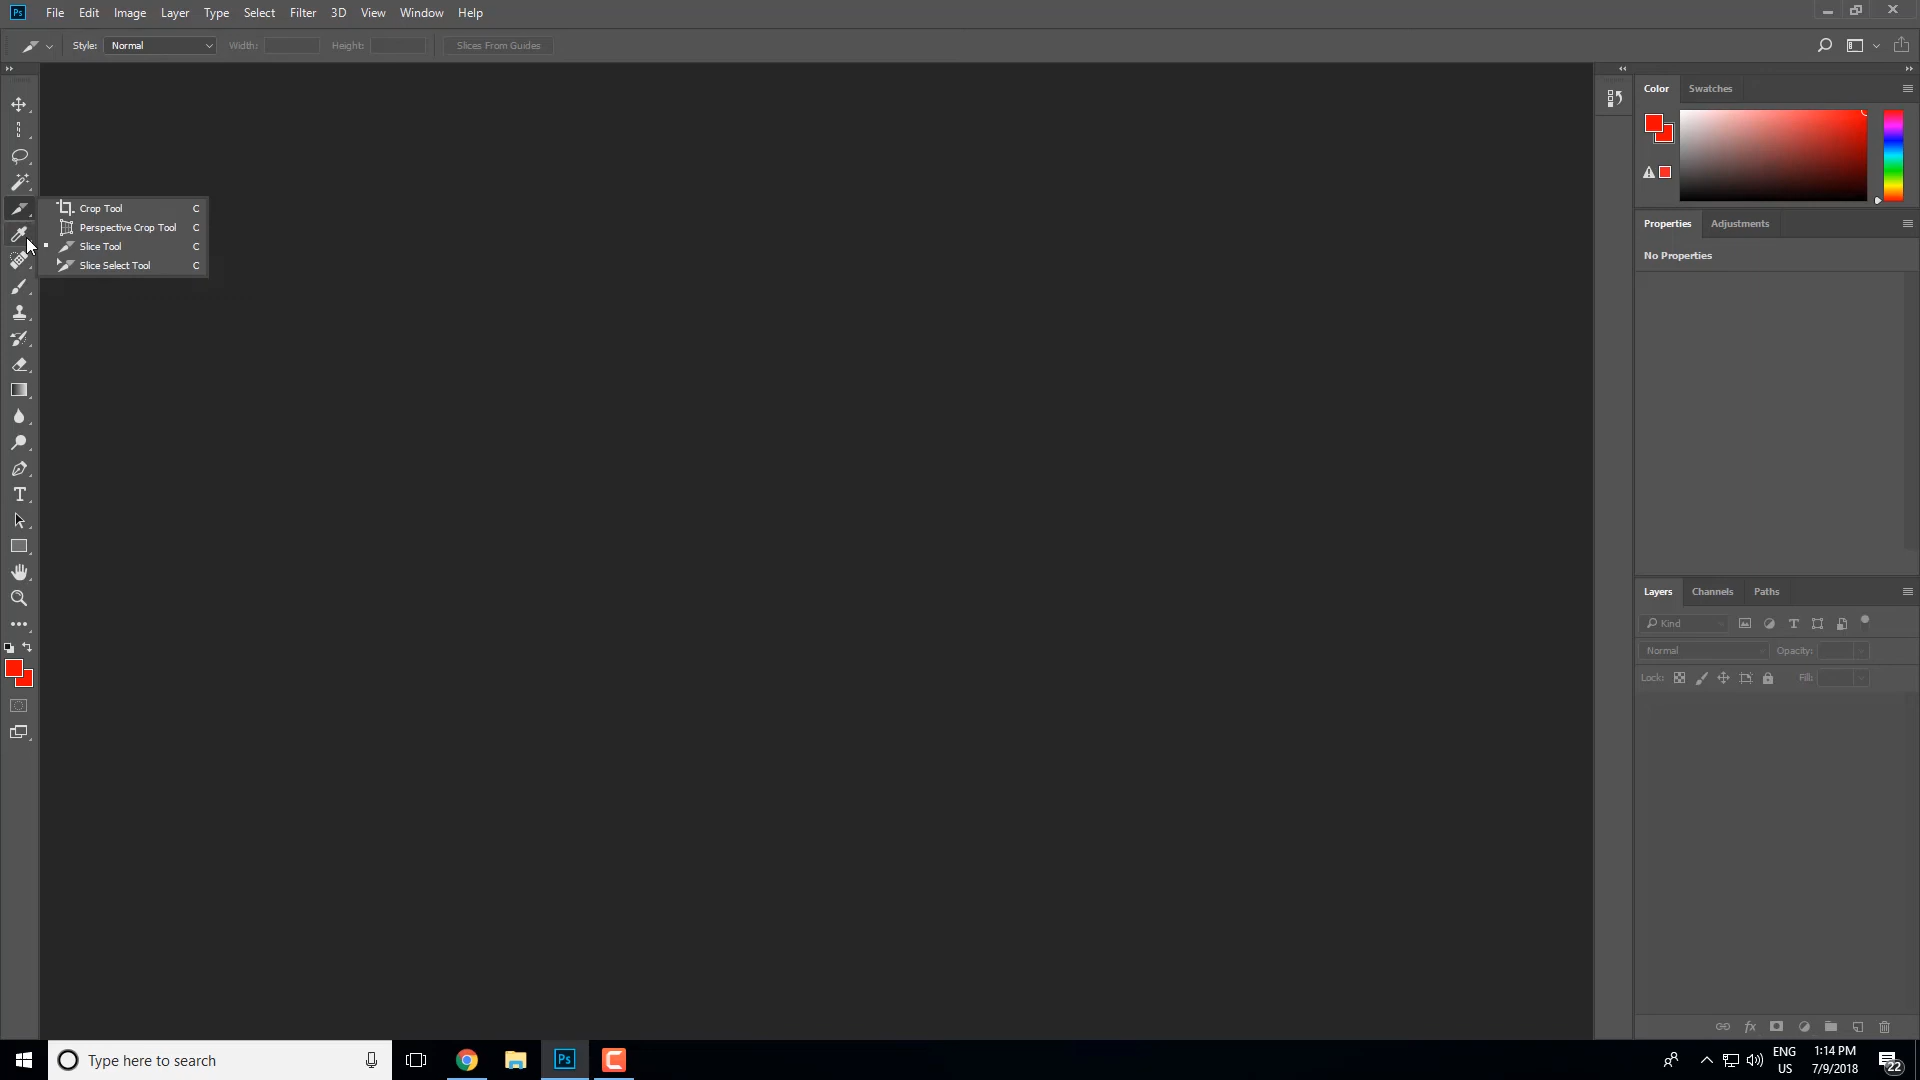 Ps File Edit Image Layer Type Select Filter 3D View Window Help
Style: Normal Width: Height: Slices From Guides
Color Swatches
Crop Tool C
Perspective Crop Tool C
Slice Tool C
Slice Select Tool C
Properties Adjustments
No Properties
Layers Channels Paths
Kind
Normal Opacity:
Lock: Fill:
Type here to search
Ps
ENG
US
1:14 PM
7/9/2018
22